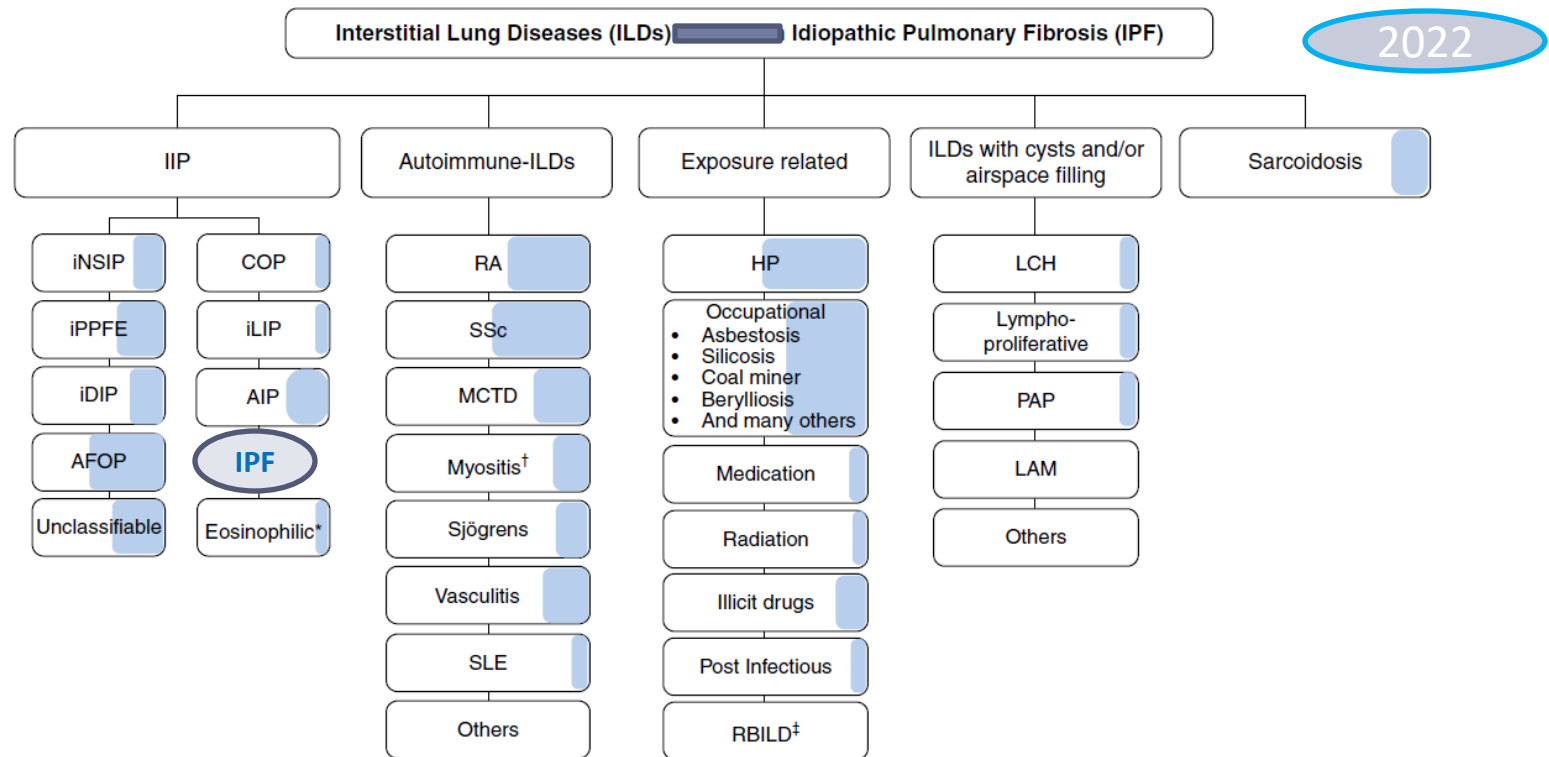 Interstitial Lung Diseases (ILDs) Idiopathic Pulmonary Fibrosis (IPF)
2022
IIP
Autoimmune-ILDs
Exposure related
ILDs with cysts and/or
airspace filling
Sarcoidosis
iNSIP
iPPFE
iDIP
AFOP
Unclassifiable
COP
iLIP
AIP
IPF
Eosinophilic*
RA
SSc
MCTD
Myositis†
Sjögrens
Vasculitis
SLE
Others
HP
Occupational
• Asbestosis
• Silicosis
• Coal miner
• Berylliosis
• And many others
Medication
Radiation
Illicit drugs
Post Infectious
RBILD‡
LCH
Lympho-
proliferative
PAP
LAM
Others